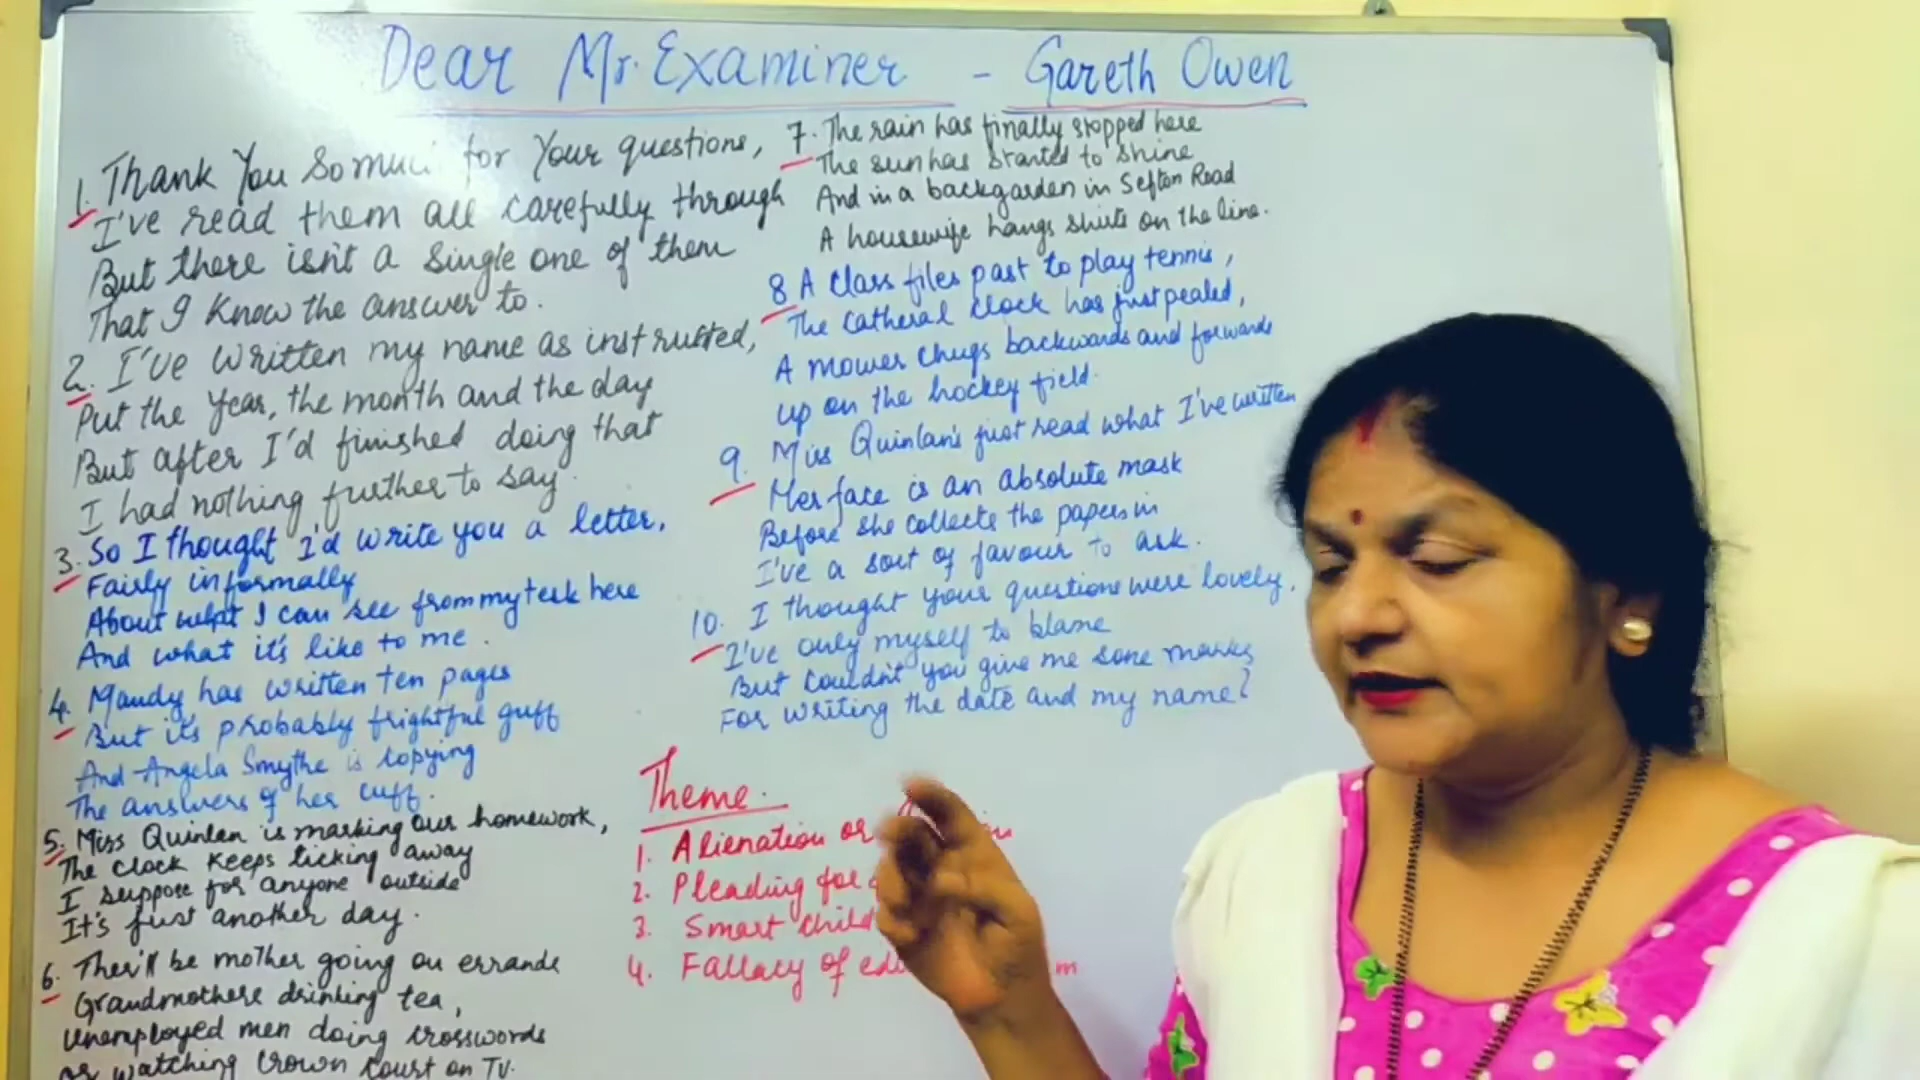 Dear Mr. Examiner - Gareth Owen
1. Thank You So much for Your questions,
I've read them all carefully through
But there isn't a single one of them
That I know the answer to.
2. I've written my name as instructed,
Put the Year, the month and the day
But after I'd finished doing that
I had nothing further to say.
3. So I thought I'd write you a letter,
Fairly informally
About what I can see from my desk here
And what it's like to me.
4. Mandy has written ten pages
But it's probably frightful guff
And Angela Smythe is copying
The answers of her cuff.
5. Miss Quinlan is marking our homework,
The clock keeps ticking away
I suppose for anyone outside
It's just another day.
6. Ther'll be mother going on errands
Grandmothers drinking tea,
Unemployed men doing crosswords
or watching Crown Court on TV.
7. The rain has finally stopped here
The sun has started to shine
And in a backgarden in Sefton Road
A housewife hangs shirts on the line.
8 A Class files past to play tennis,
The Catheral clock has just pealed,
A mower chugs backwards and forwards
up on the hockey field.
9. Miss Quinlan's just read what I've written
Her face is an absolute mask
Before she collects the papers in
I've a sort of favour to ask.
10. I thought your questions were lovely,
I've only myself to blame
But couldn't you give me some marks
For writing the date and my name?
Theme.
1. Alienation or
2. Pleading for
3. Smart child
4. Fallacy of